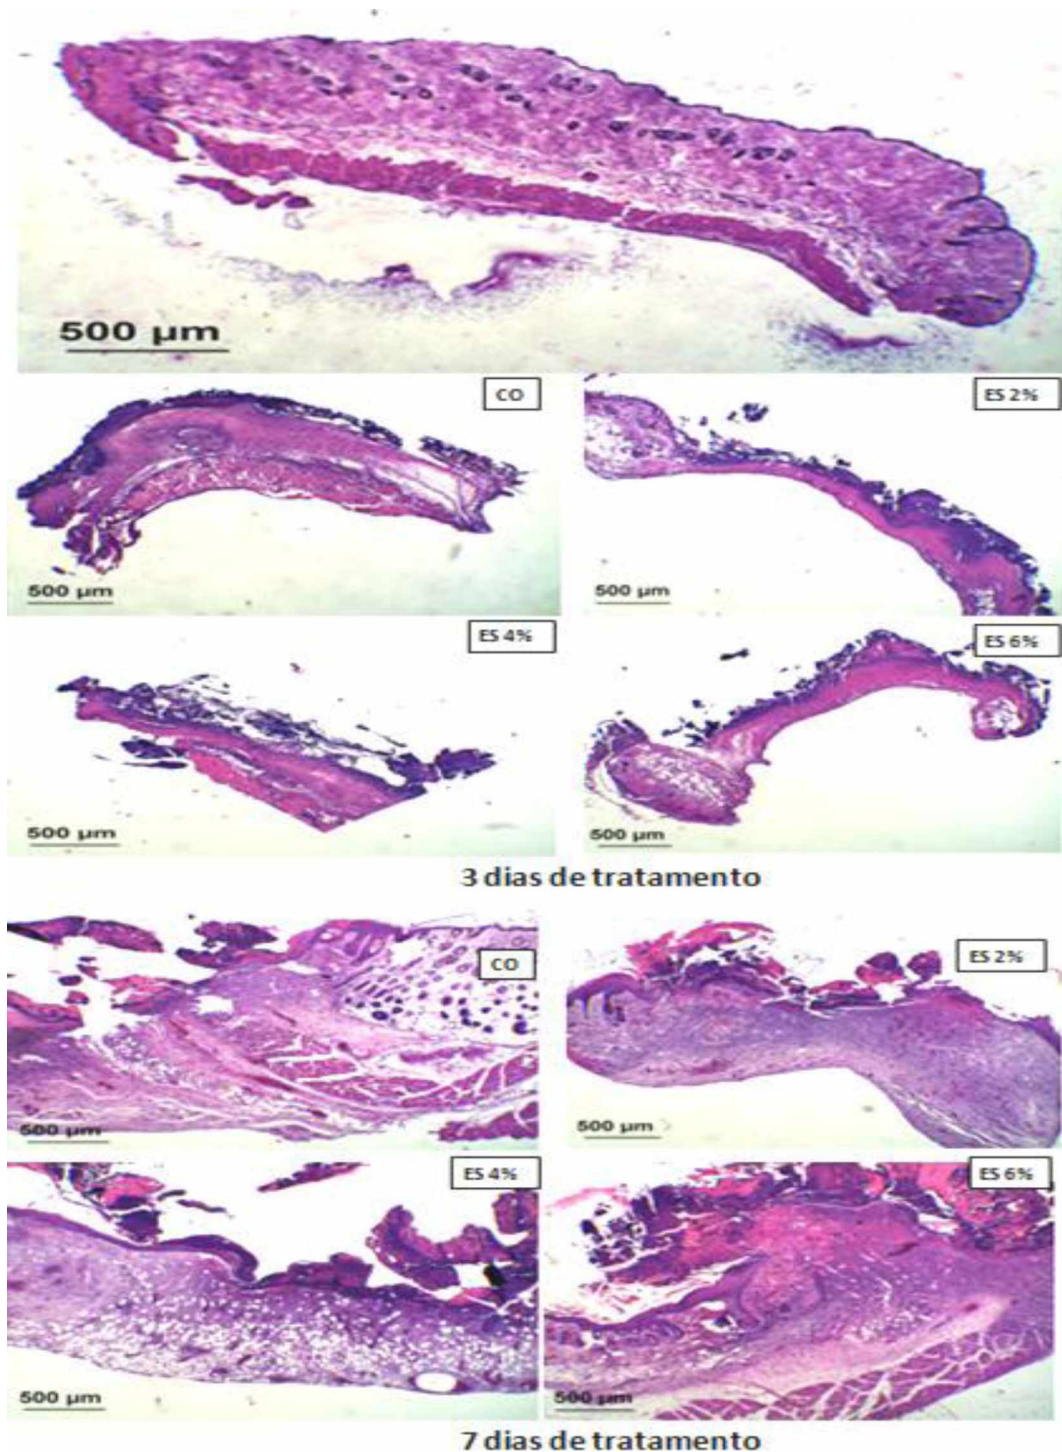 500 µm
CO
ES 2%
500 µm
500 µm
ES 4%
ES 6%
500 µm
500 µm
3 dias de tratamento
CO
ES 2%
500 µm
500 µm
ES 4%
ES 6%
500 µm
500 µm
7 dias de tratamento